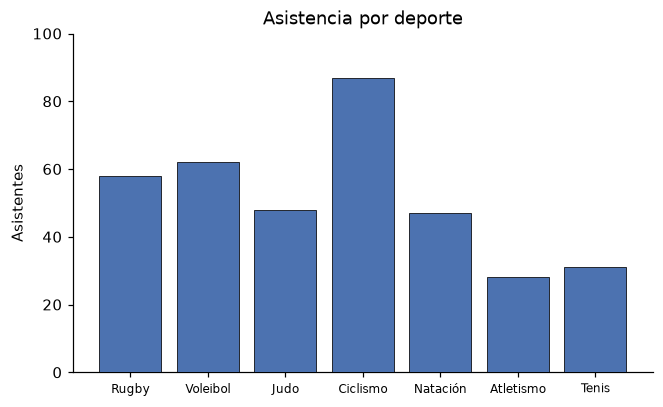 Asistencia por deporte
Asistentes
100
80
60
40
20
0
Rugby Voleibol Judo Ciclismo Natación Atletismo Tenis